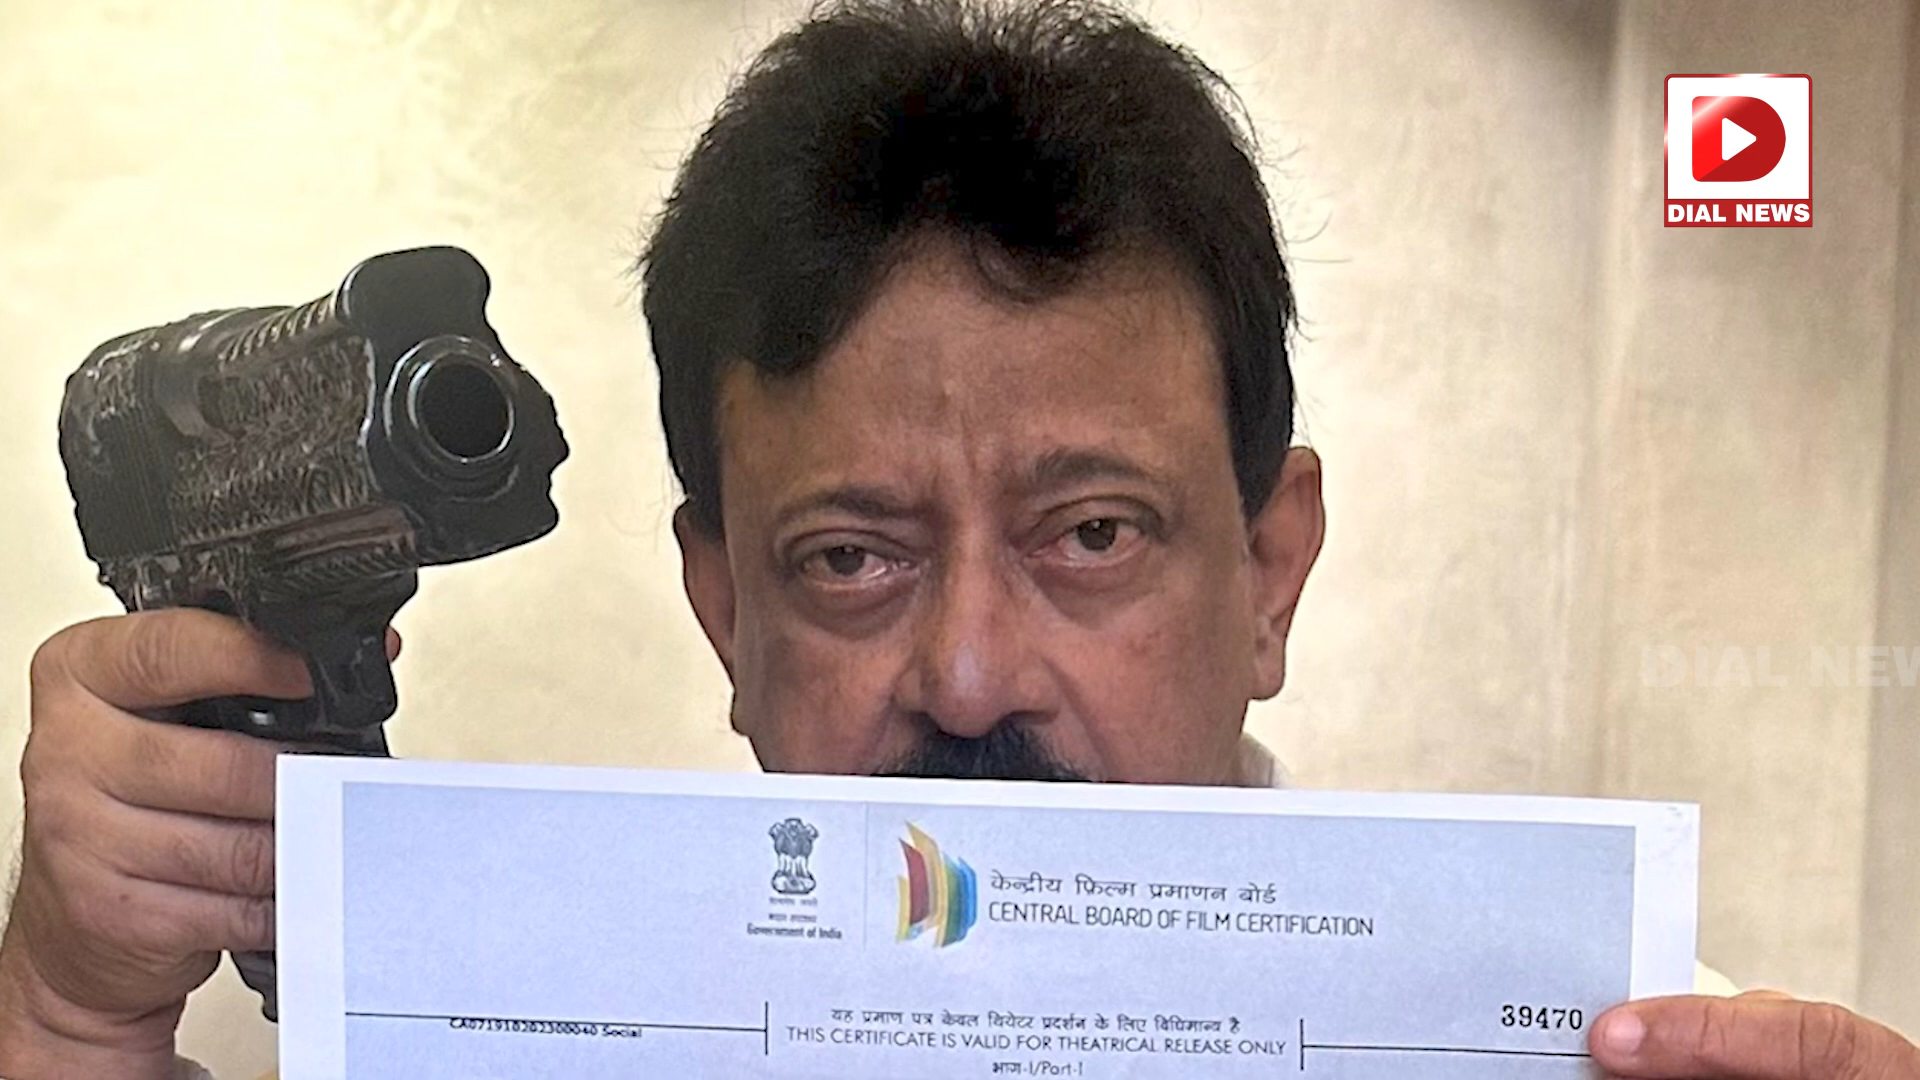 DIAL NEWS
DIAL NEW
Government of India
केन्द्रीय फ़िल्म प्रमाणन बोर्ड
CENTRAL BOARD OF FILM CERTIFICATION
39470
यह प्रमाण पत्र केवल थियेटर प्रदर्शन के लिए विधिमान्य है
THIS CERTIFICATE IS VALID FOR THEATRICAL RELEASE ONLY
भाग-I/Part-I